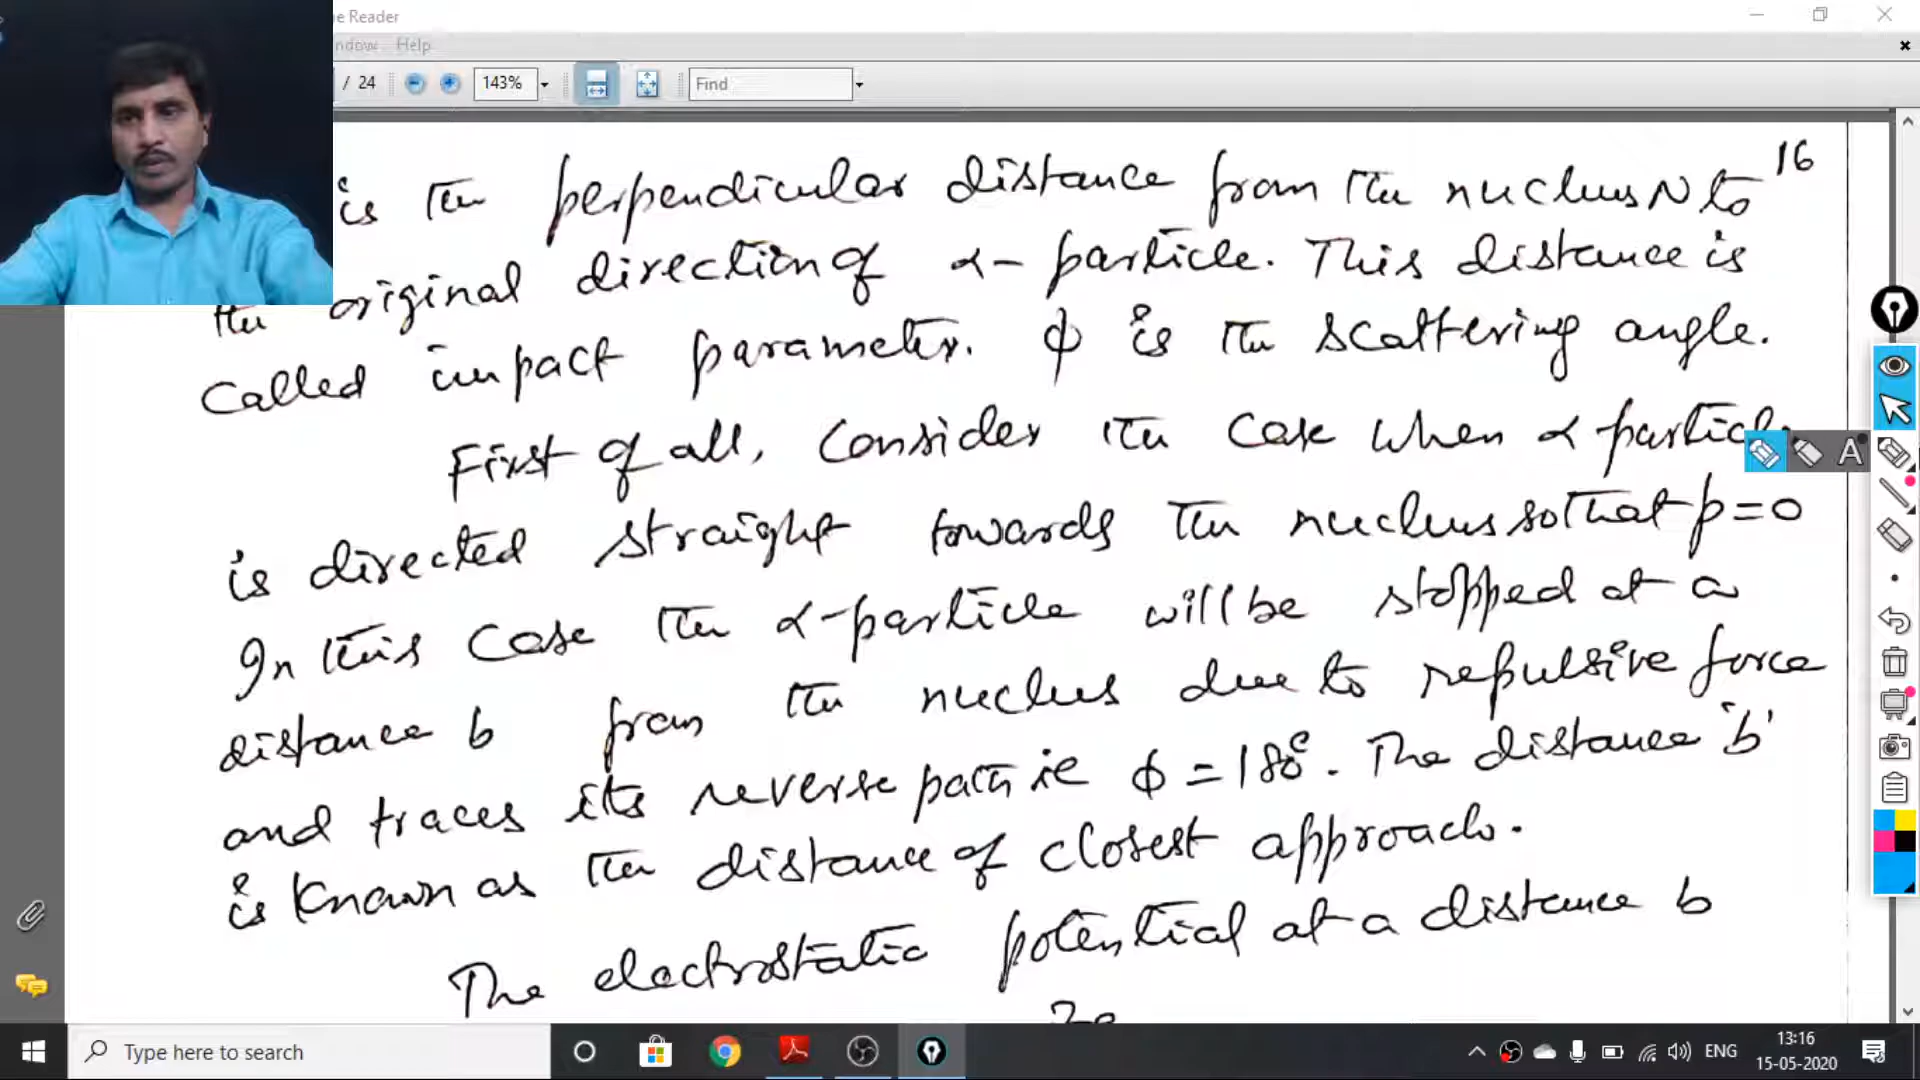 e Reader
ndow Help
/ 24
143%
Find
16
is the perpendicular distance from the nucleus N to
the original direction of α- particle. This distance is
called impact parameter. ϕ is the scattering angle.
First of all, consider the case when α particle
is directed straight towards the nucleus so that p=0
In this case the α-particle will be stopped at a
distance b from the nucleus due to repulsive force
and traces its reverse path ie ϕ = 180°. The distance 'b'
is known as the distance of closest approach.
The electrostatic potential at a distance b
Ze
A
Type here to search
ENG
13:16
15-05-2020